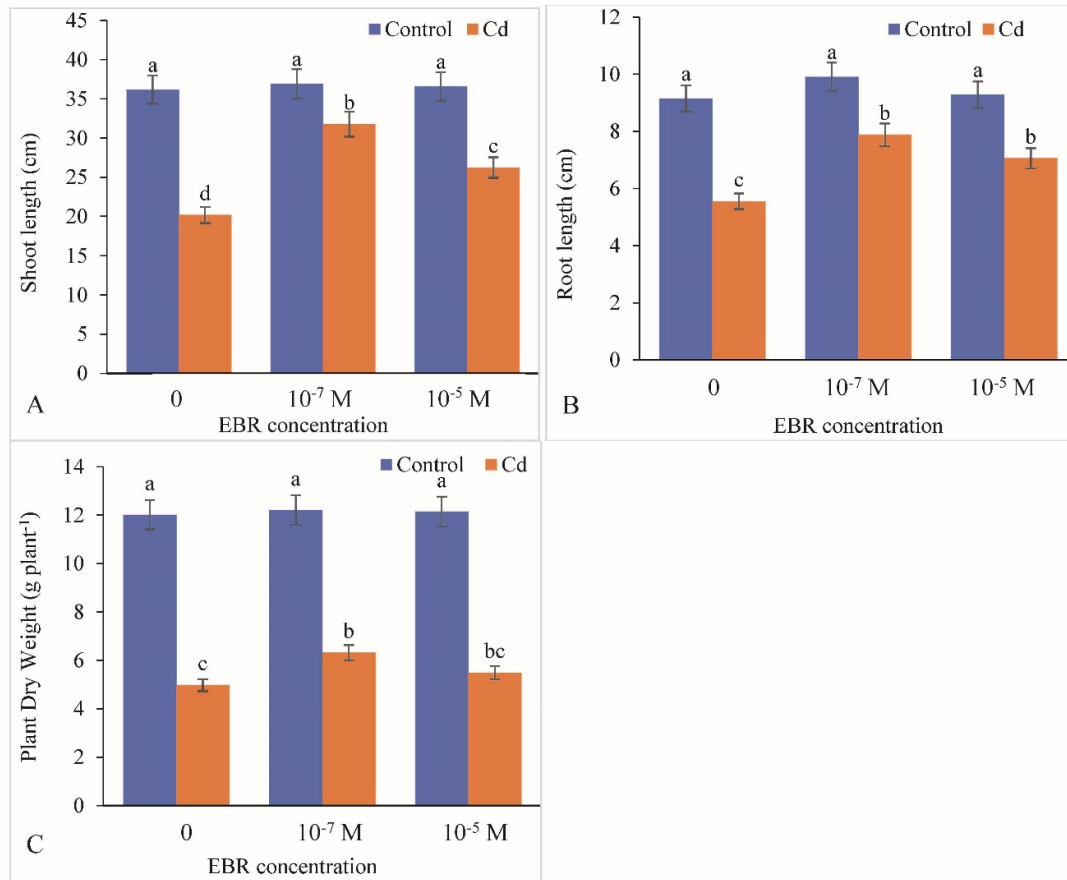 Control Cd
45
40
35
30
25
20
15
10
5
0
Shoot length (cm)
a
a
a
b
c
d
0 10⁻⁷ M 10⁻⁵ M
EBR concentration
A
Control Cd
12
10
8
6
4
2
0
Root length (cm)
a
a
a
b
b
c
0 10⁻⁷ M 10⁻⁵ M
EBR concentration
B
Control Cd
14
12
10
8
6
4
2
0
Plant Dry Weight (g plant⁻¹)
a
a
a
b
bc
c
0 10⁻⁷ M 10⁻⁵ M
EBR concentration
C